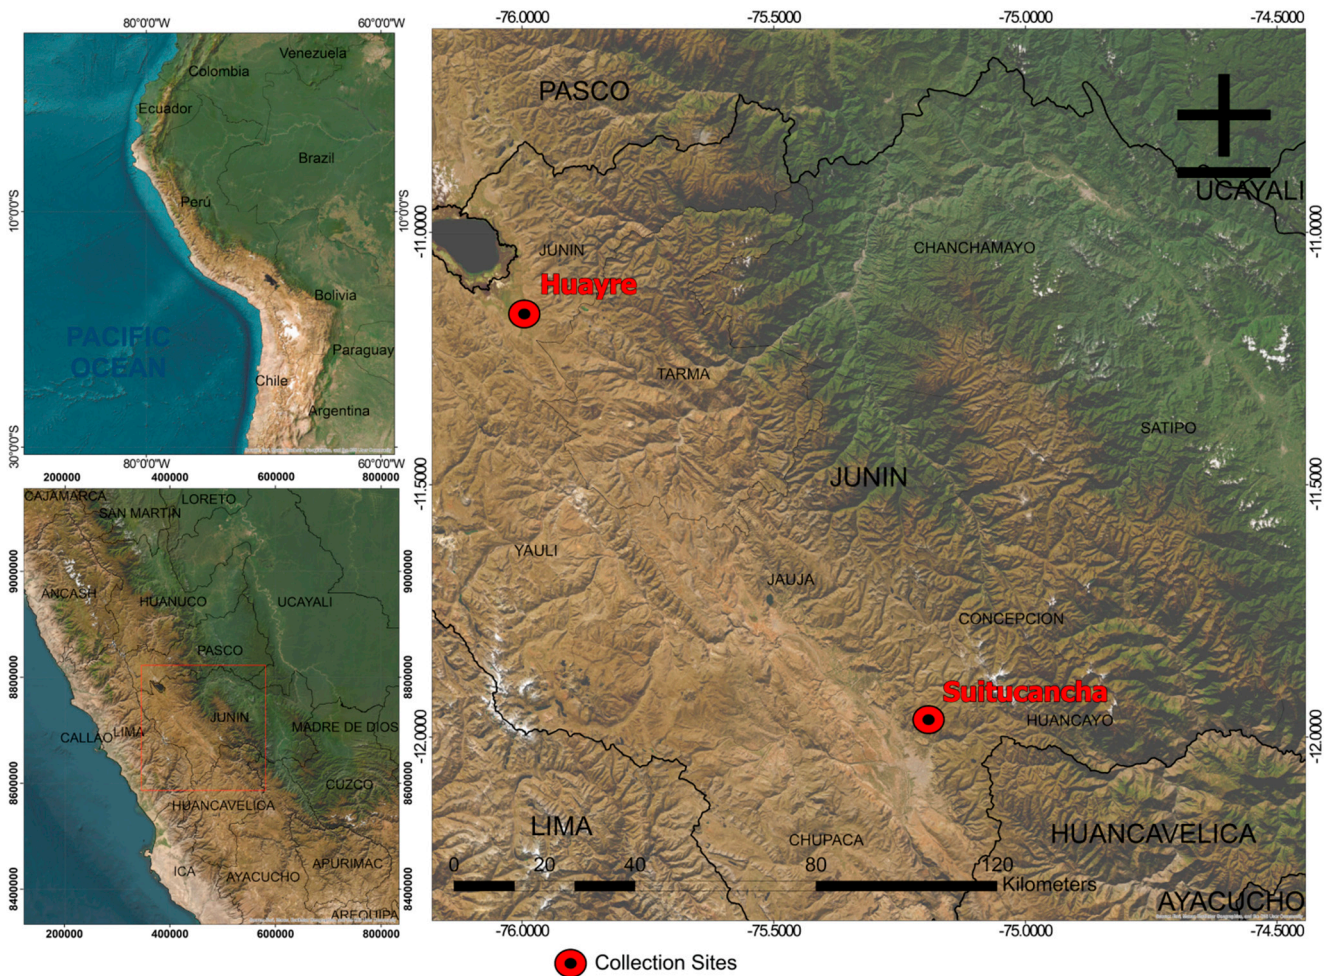 80°0'0"W
60°0'0"W
Venezuela
Colombia
Ecuador
Brazil
Perú
10°0'0"S
10°0'0"S
Bolivia
PACIFIC
OCEAN
Paraguay
Chile
Argentina
30°0'0"S
30°0'0"S
80°0'0"W
60°0'0"W
200000
400000
600000
800000
CAJAMARCA
LORETO
SAN MARTIN
9000000
9000000
ANCASH
HUANUCO
UCAYALI
PASCO
8800000
8800000
JUNIN
LIMA
MADRE DE DIOS
CALLAO
CUZCO
8600000
8600000
HUANCAVELICA
APURIMAC
ICA
AYACUCHO
8400000
8400000
AREQUIPA
200000
400000
600000
800000
-76.0000
-75.5000
-75.0000
-74.5000
PASCO
UCAYALI
-11.0000
-11.0000
JUNIN
CHANCHAMAYO
Huayre
TARMA
SATIPO
JUNIN
-11.5000
-11.5000
YAULI
JAUJA
CONCEPCION
Suitucancha
HUANCAYO
-12.0000
-12.0000
LIMA
CHUPACA
HUANCAVELICA
0
20
40
80
120
Kilometers
AYACUCHO
-76.0000
-75.5000
-75.0000
-74.5000
Collection Sites